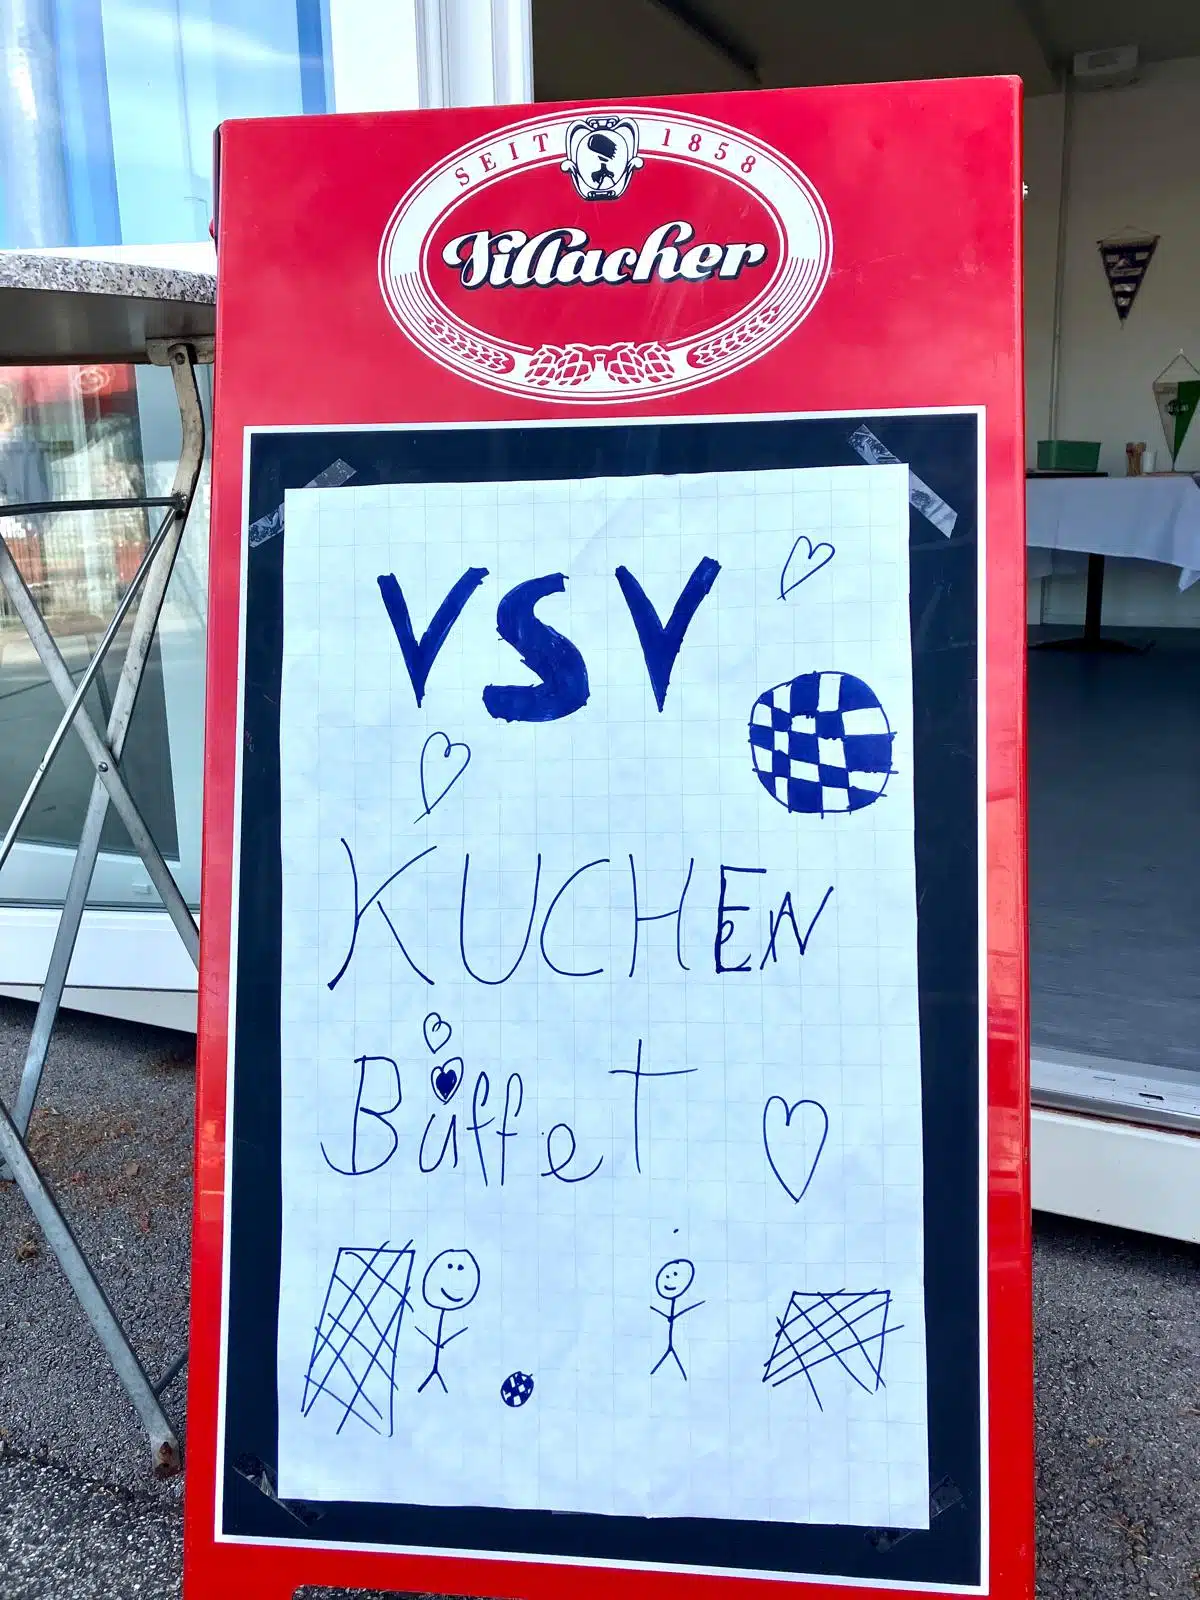 SEIT 1858
Villacher
VSV
KUCHEN
Büffet